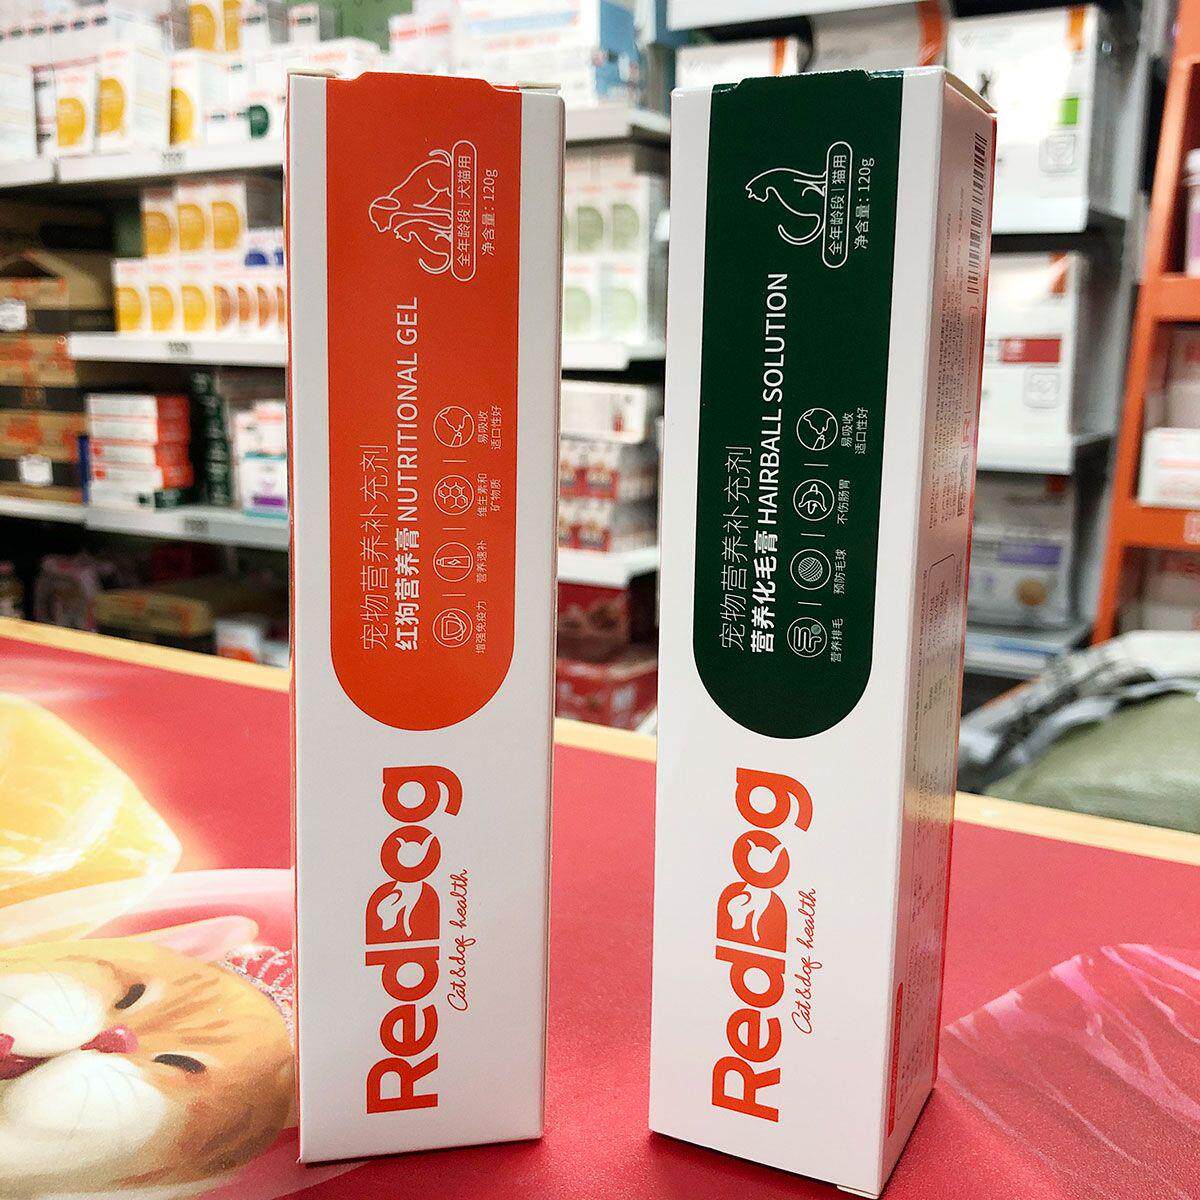 全年龄段|犬猫用
净含量：120g
宠物营养补充剂
红狗营养膏 NUTRITIONAL GEL
增强免疫力
营养速补
维生素和
矿物质
易吸收
适口性好
RedDog
Cat & dog health
全年龄段|猫用
净含量：120g
宠物营养补充剂
营养化毛膏 HAIRBALL SOLUTION
营养排毛
预防毛球
不伤肠胃
易吸收
适口性好
RedDog
Cat & dog health